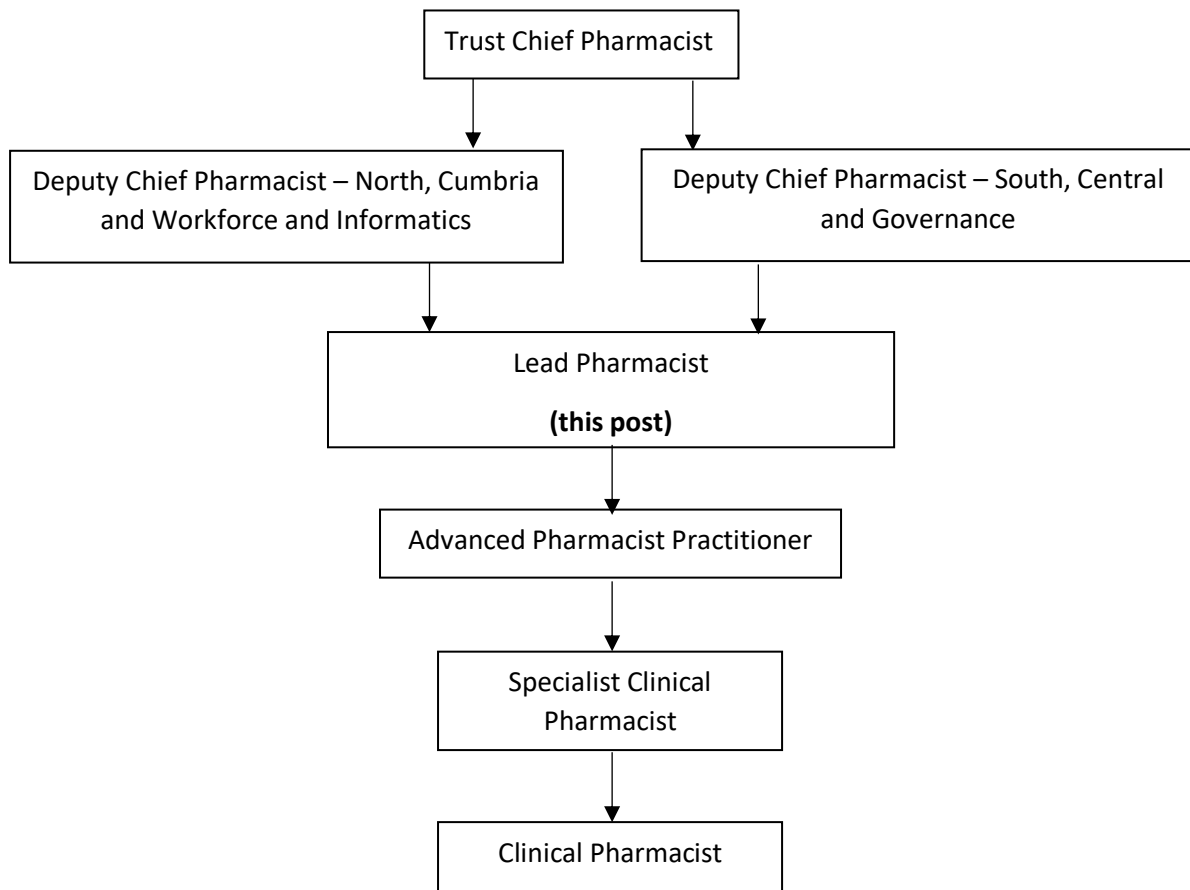 Trust Chief Pharmacist
Deputy Chief Pharmacist – North, Cumbria
and Workforce and Informatics
Deputy Chief Pharmacist – South, Central
and Governance
Lead Pharmacist
(this post)
Advanced Pharmacist Practitioner
Specialist Clinical
Pharmacist
Clinical Pharmacist